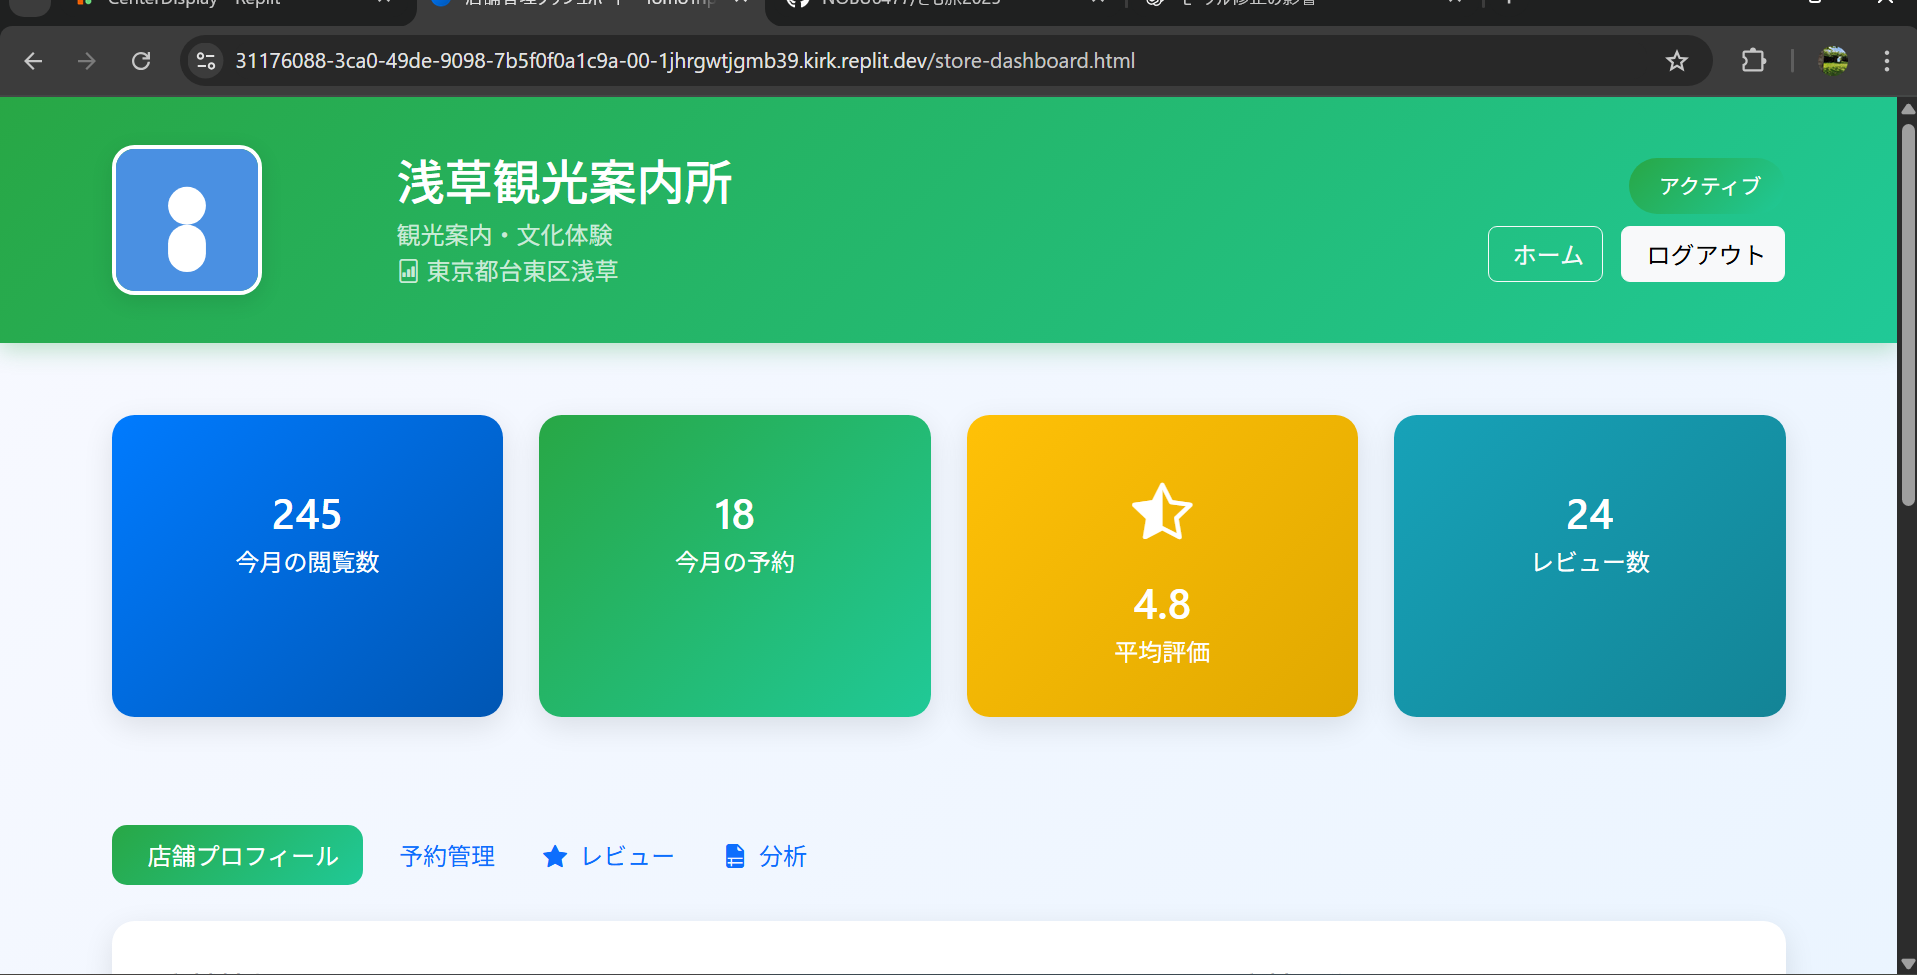 31176088-3ca0-49de-9098-7b5f0f0a1c9a-00-1jhrgwtjgmb39.kirk.replit.dev/store-dashboard.html
浅草観光案内所
観光案内・文化体験
東京都台東区浅草
アクティブ
ホーム
ログアウト
245
今月の閲覧数
18
今月の予約
4.8
平均評価
24
レビュー数
店舗プロフィール
予約管理
レビュー
分析